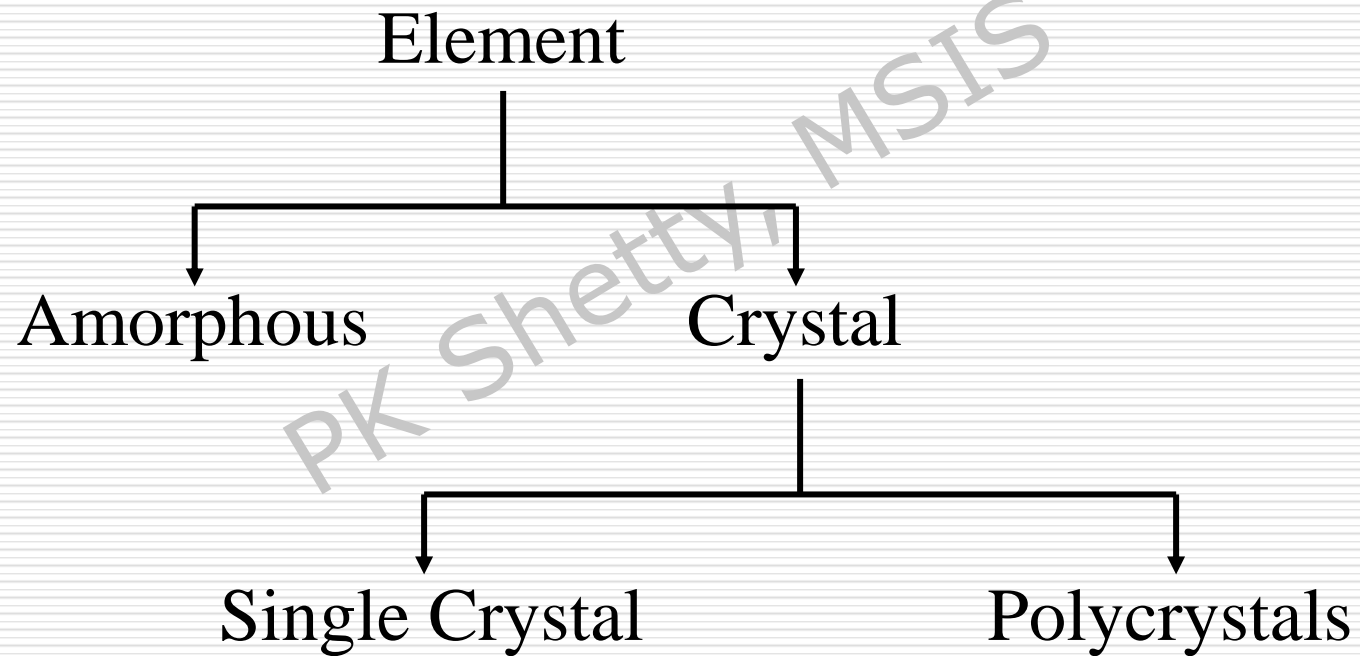 Element
Amorphous
Crystal
PK Shetty, MSIS
Single Crystal
Polycrystals